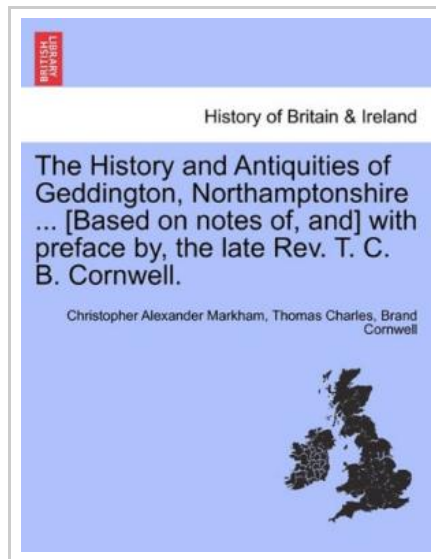 BRITISH
LIBRARY
History of Britain & Ireland
The History and Antiquities of
Geddington, Northamptonshire
... [Based on notes of, and] with
preface by, the late Rev. T. C.
B. Cornwell.
Christopher Alexander Markham, Thomas Charles, Brand
Cornwell